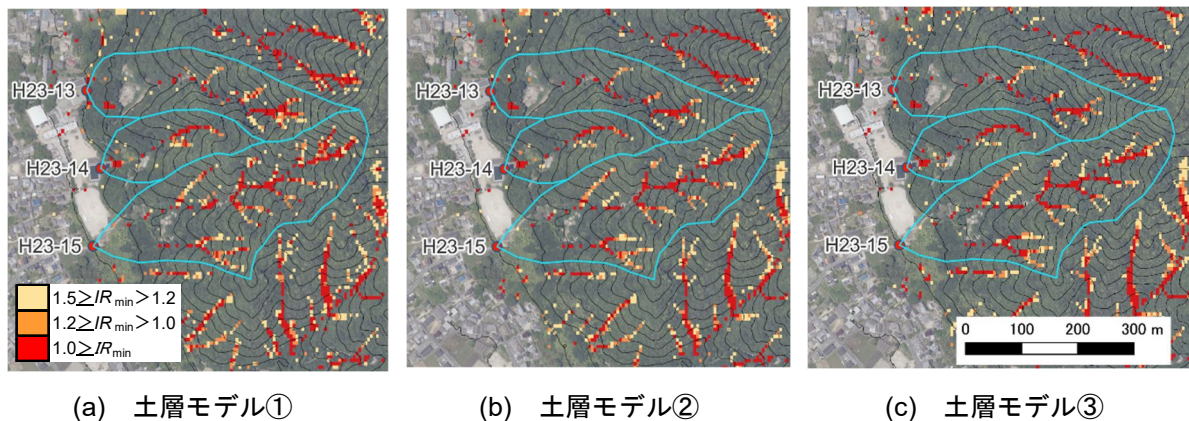 H23-13
H23-14
H23-15
1.5≥IRmin>1.2
1.2≥IRmin>1.0
1.0≥IRmin
(a) 土層モデル①
H23-13
H23-14
H23-15
(b) 土層モデル②
H23-13
H23-14
H23-15
0 100 200 300 m
(c) 土層モデル③